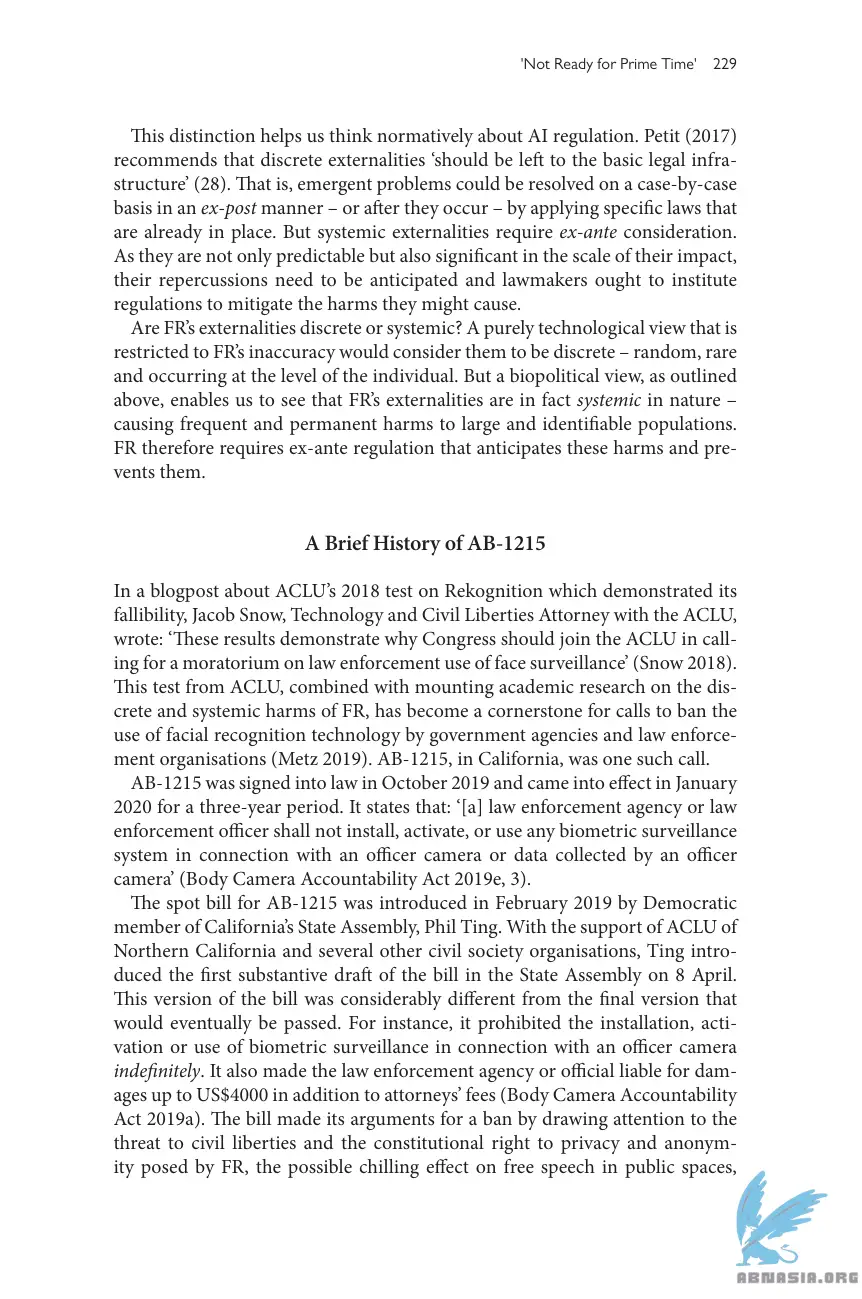 'Not Ready for Prime Time' 229
This distinction helps us think normatively about AI regulation. Petit (2017)
recommends that discrete externalities ‘should be left to the basic legal infra-
structure’ (28). That is, emergent problems could be resolved on a case-by-case
basis in an ex-post manner – or after they occur – by applying specific laws that
are already in place. But systemic externalities require ex-ante consideration.
As they are not only predictable but also significant in the scale of their impact,
their repercussions need to be anticipated and lawmakers ought to institute
regulations to mitigate the harms they might cause.
Are FR’s externalities discrete or systemic? A purely technological view that is
restricted to FR’s inaccuracy would consider them to be discrete – random, rare
and occurring at the level of the individual. But a biopolitical view, as outlined
above, enables us to see that FR’s externalities are in fact systemic in nature –
causing frequent and permanent harms to large and identifiable populations.
FR therefore requires ex-ante regulation that anticipates these harms and pre-
vents them.
A Brief History of AB-1215
In a blogpost about ACLU’s 2018 test on Rekognition which demonstrated its
fallibility, Jacob Snow, Technology and Civil Liberties Attorney with the ACLU,
wrote: ‘These results demonstrate why Congress should join the ACLU in call-
ing for a moratorium on law enforcement use of face surveillance’ (Snow 2018).
This test from ACLU, combined with mounting academic research on the dis-
crete and systemic harms of FR, has become a cornerstone for calls to ban the
use of facial recognition technology by government agencies and law enforce-
ment organisations (Metz 2019). AB-1215, in California, was one such call.
AB-1215 was signed into law in October 2019 and came into effect in January
2020 for a three-year period. It states that: ‘[a] law enforcement agency or law
enforcement officer shall not install, activate, or use any biometric surveillance
system in connection with an officer camera or data collected by an officer
camera’ (Body Camera Accountability Act 2019e, 3).
The spot bill for AB-1215 was introduced in February 2019 by Democratic
member of California’s State Assembly, Phil Ting. With the support of ACLU of
Northern California and several other civil society organisations, Ting intro-
duced the first substantive draft of the bill in the State Assembly on 8 April.
This version of the bill was considerably different from the final version that
would eventually be passed. For instance, it prohibited the installation, acti-
vation or use of biometric surveillance in connection with an officer camera
indefinitely. It also made the law enforcement agency or official liable for dam-
ages up to US$4000 in addition to attorneys’ fees (Body Camera Accountability
Act 2019a). The bill made its arguments for a ban by drawing attention to the
threat to civil liberties and the constitutional right to privacy and anonym-
ity posed by FR, the possible chilling effect on free speech in public spaces,
ABNASIA.ORG